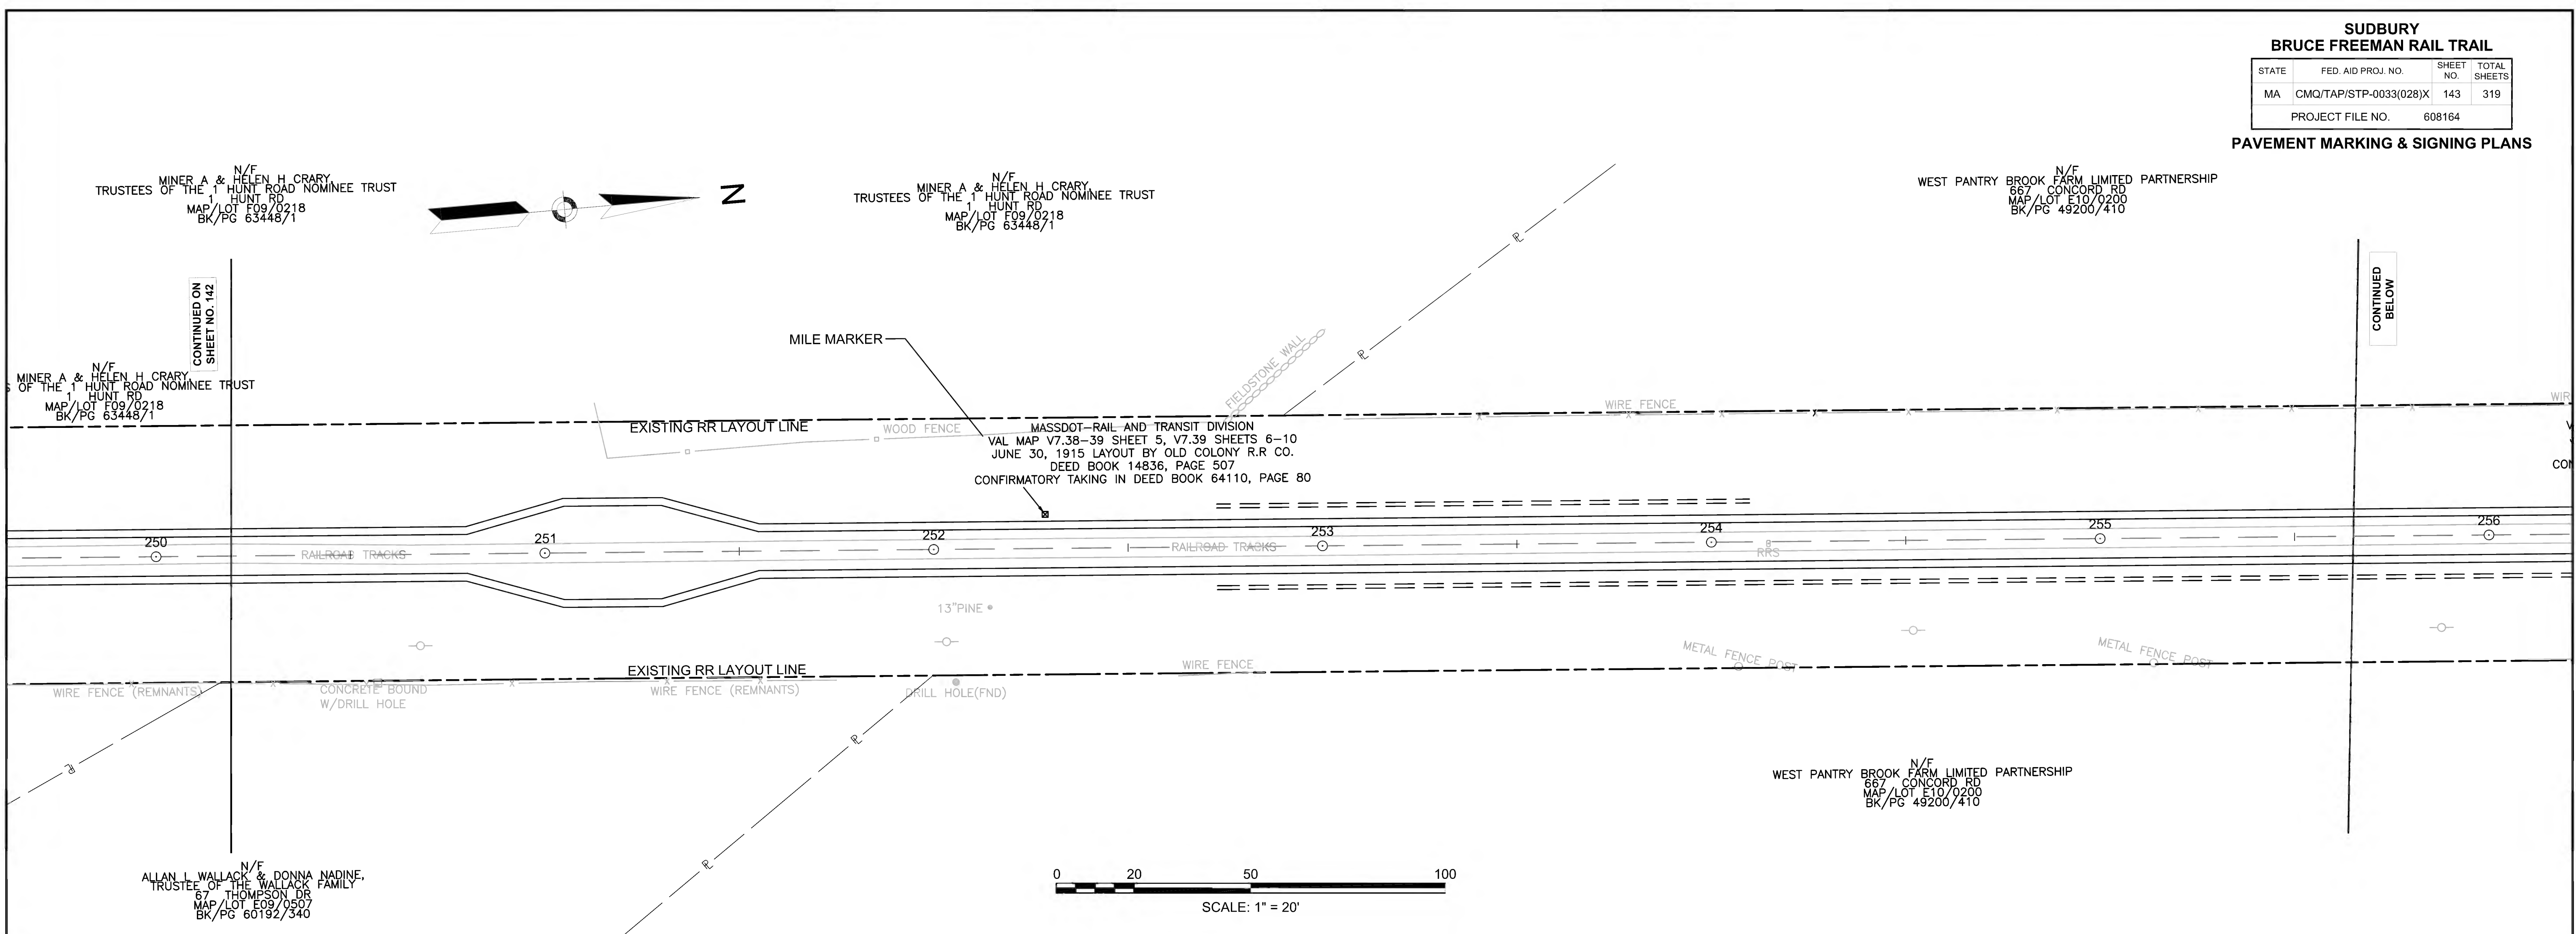 SUDBURY
BRUCE FREEMAN RAIL TRAIL
STATE FED. AID PROJ. NO. SHEET NO. TOTAL SHEETS
MA CMQ/TAP/STP-0033(028)X 143 319
PROJECT FILE NO. 608164
PAVEMENT MARKING & SIGNING PLANS
N/F
MINER A & HELEN H CRARY,
TRUSTEES OF THE 1 HUNT ROAD NOMINEE TRUST
1 HUNT RD
MAP/LOT F09/0218
BK/PG 63448/1
N
N/F
MINER A & HELEN H CRARY,
TRUSTEES OF THE 1 HUNT ROAD NOMINEE TRUST
1 HUNT RD
MAP/LOT F09/0218
BK/PG 63448/1
N/F
WEST PANTRY BROOK FARM LIMITED PARTNERSHIP
667 CONCORD RD
MAP/LOT E10/0200
BK/PG 49200/410
CONTINUED ON
SHEET NO. 142
CONTINUED
BELOW
N/F
MINER A & HELEN H CRARY,
S OF THE 1 HUNT ROAD NOMINEE TRUST
1 HUNT RD
MAP/LOT F09/0218
BK/PG 63448/1
MILE MARKER
FIELDSTONE WALL
PL
PL
WIRE FENCE
WIR
EXISTING RR LAYOUT LINE
WOOD FENCE
MASSDOT-RAIL AND TRANSIT DIVISION
VAL MAP V7.38-39 SHEET 5, V7.39 SHEETS 6-10
JUNE 30, 1915 LAYOUT BY OLD COLONY R.R CO.
DEED BOOK 14836, PAGE 507
CONFIRMATORY TAKING IN DEED BOOK 64110, PAGE 80
V
CON
250 251 252 253 254 255 256
RAILROAD TRACKS
RAILROAD TRACKS
RRS
13"PINE
METAL FENCE POST
METAL FENCE POST
EXISTING RR LAYOUT LINE
WIRE FENCE
WIRE FENCE (REMNANTS)
CONCRETE BOUND
W/DRILL HOLE
WIRE FENCE (REMNANTS)
DRILL HOLE(FND)
PL
PL
PL
N/F
WEST PANTRY BROOK FARM LIMITED PARTNERSHIP
667 CONCORD RD
MAP/LOT E10/0200
BK/PG 49200/410
N/F
ALLAN L WALLACK & DONNA NADINE,
TRUSTEE OF THE WALLACK FAMILY
67 THOMPSON DR
MAP/LOT E09/0507
BK/PG 60192/340
0 20 50 100
SCALE: 1" = 20'